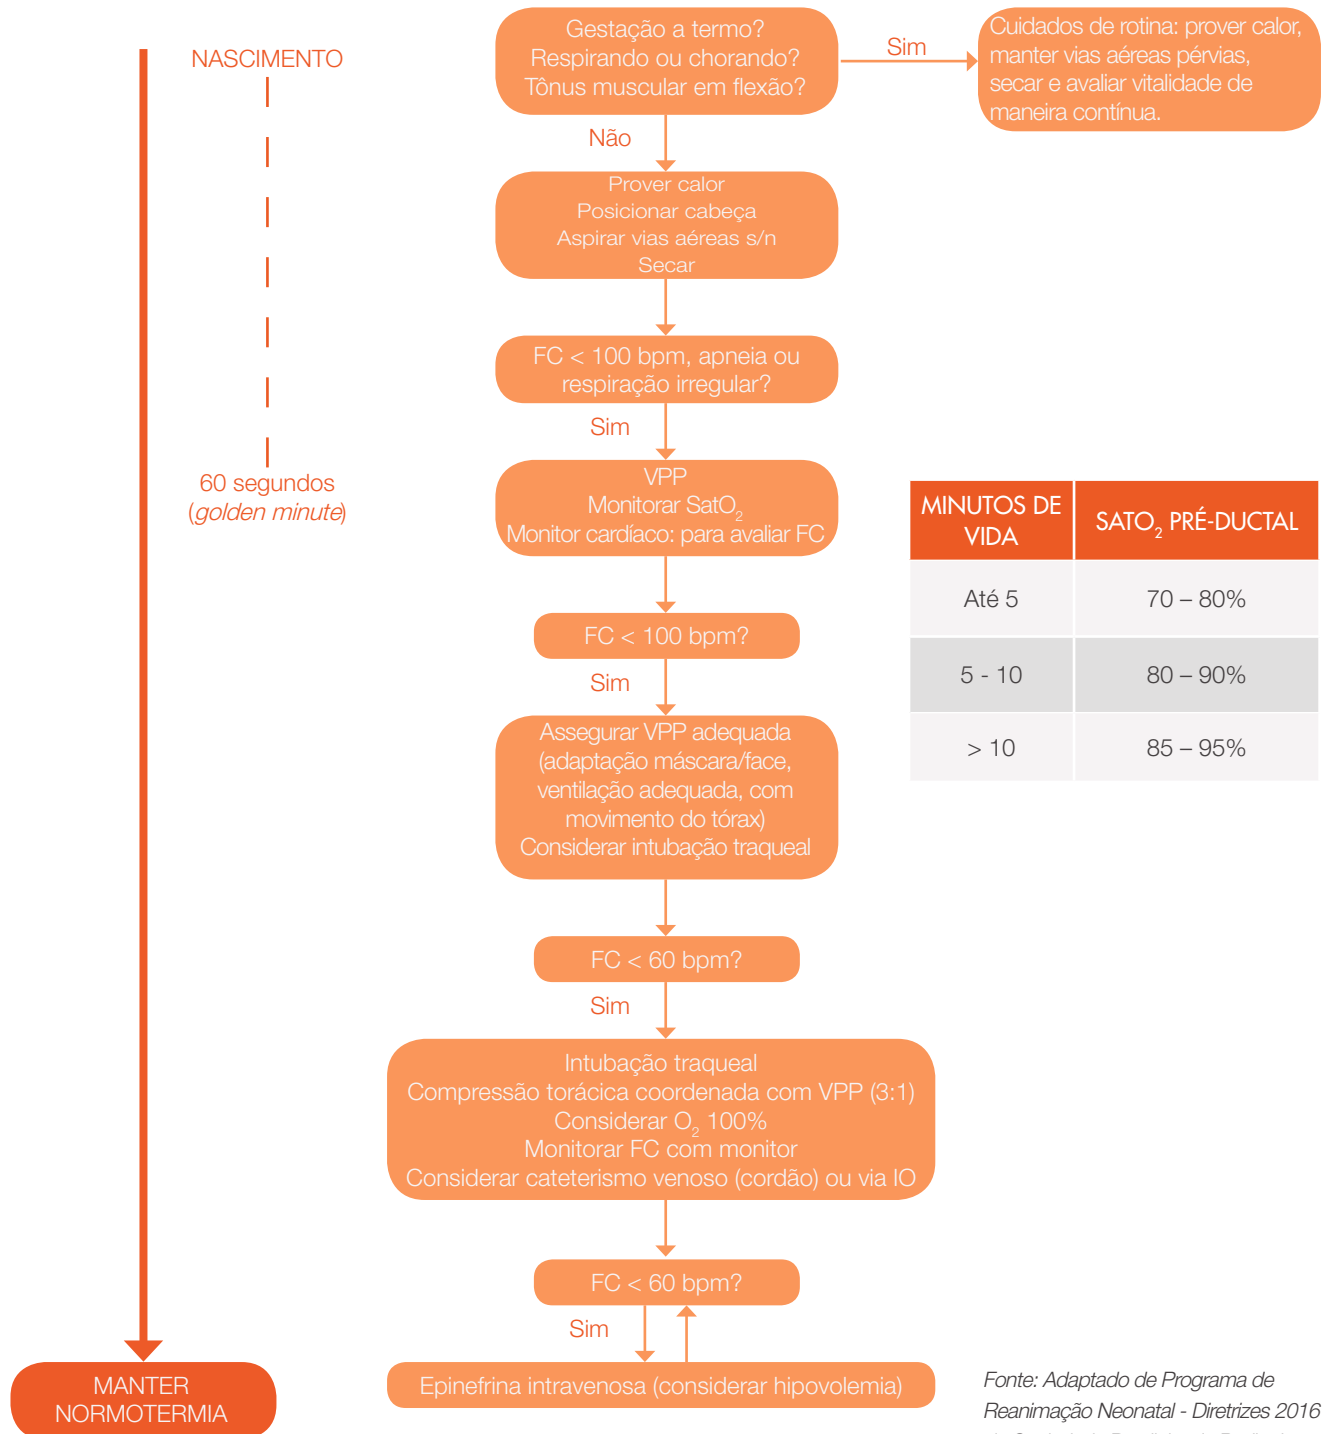 NASCIMENTO
60 segundos
(golden minute)
MANTER
NORMOTERMIA
Gestação a termo?
Respirando ou chorando?
Tônus muscular em flexão?
Sim
Cuidados de rotina: prover calor,
manter vias aéreas pérvias,
secar e avaliar vitalidade de
maneira contínua.
Não
Prover calor
Posicionar cabeça
Aspirar vias aéreas s/n
Secar
FC < 100 bpm, apneia ou
respiração irregular?
Sim
VPP
Monitorar SatO₂
Monitor cardíaco: para avaliar FC
FC < 100 bpm?
Sim
Assegurar VPP adequada
(adaptação máscara/face,
ventilação adequada, com
movimento do tórax)
Considerar intubação traqueal
FC < 60 bpm?
Sim
Intubação traqueal
Compressão torácica coordenada com VPP (3:1)
Considerar O₂ 100%
Monitorar FC com monitor
Considerar cateterismo venoso (cordão) ou via IO
FC < 60 bpm?
Sim
Epinefrina intravenosa (considerar hipovolemia)
MINUTOS DE VIDA SATO₂ PRÉ-DUCTAL
Até 5 70 – 80%
5 - 10 80 – 90%
> 10 85 – 95%
Fonte: Adaptado de Programa de
Reanimação Neonatal - Diretrizes 2016